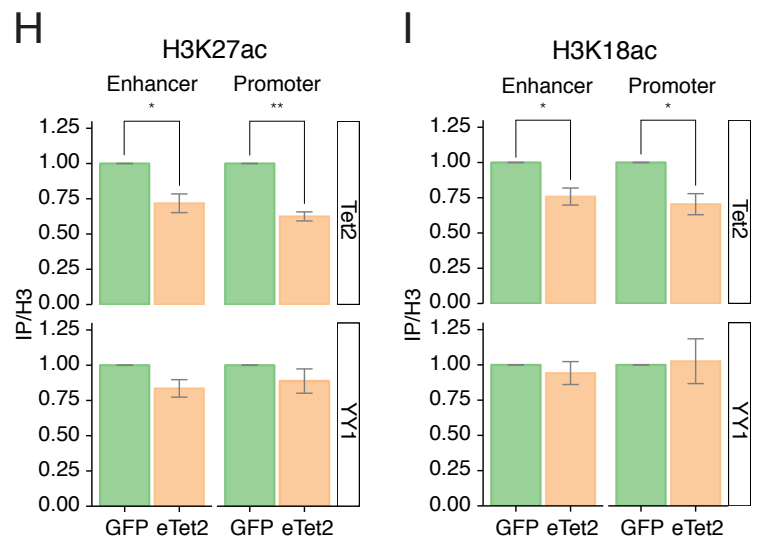 H
H3K27ac
Enhancer Promoter
* **
1.25
1.00
0.75
0.50
0.25
0.00
Tet2
IP/H3
1.25
1.00
0.75
0.50
0.25
0.00
YY1
GFP eTet2 GFP eTet2
I
H3K18ac
Enhancer Promoter
* *
1.25
1.00
0.75
0.50
0.25
0.00
Tet2
IP/H3
1.25
1.00
0.75
0.50
0.25
0.00
YY1
GFP eTet2 GFP eTet2